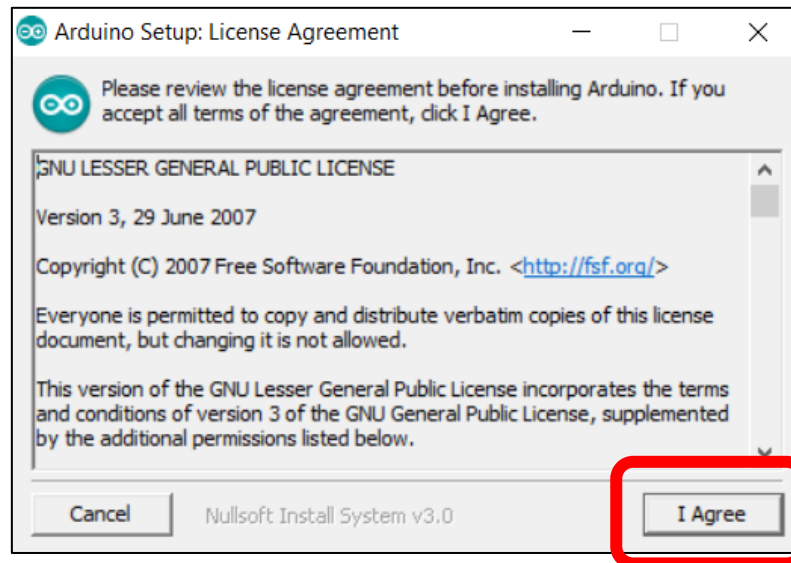 Arduino Setup: License Agreement
Please review the license agreement before installing Arduino. If you
accept all terms of the agreement, click I Agree.
GNU LESSER GENERAL PUBLIC LICENSE
Version 3, 29 June 2007
Copyright (C) 2007 Free Software Foundation, Inc. <http://fsf.org/>
Everyone is permitted to copy and distribute verbatim copies of this license
document, but changing it is not allowed.
This version of the GNU Lesser General Public License incorporates the terms
and conditions of version 3 of the GNU General Public License, supplemented
by the additional permissions listed below.
Cancel
Nullsoft Install System v3.0
I Agree